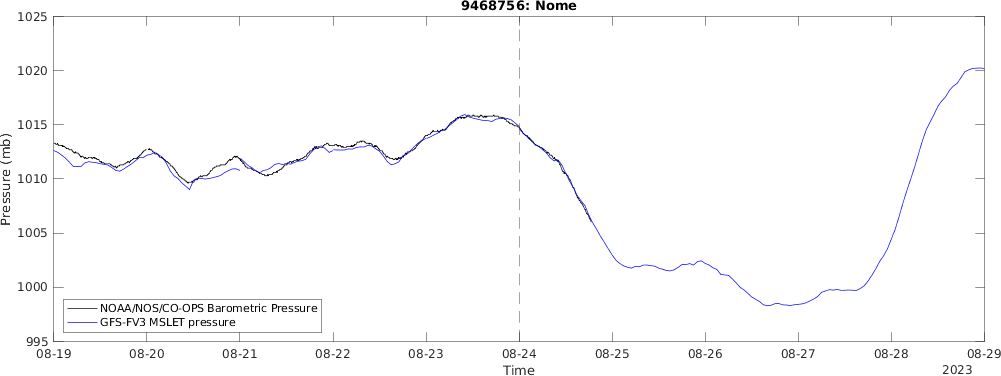 9468756: Nome
1025
1020
1015
1010
1005
1000
995
Pressure (mb)
NOAA/NOS/CO-OPS Barometric Pressure
GFS-FV3 MSLET pressure
08-19 08-20 08-21 08-22 08-23 08-24 08-25 08-26 08-27 08-28 08-29
Time
2023